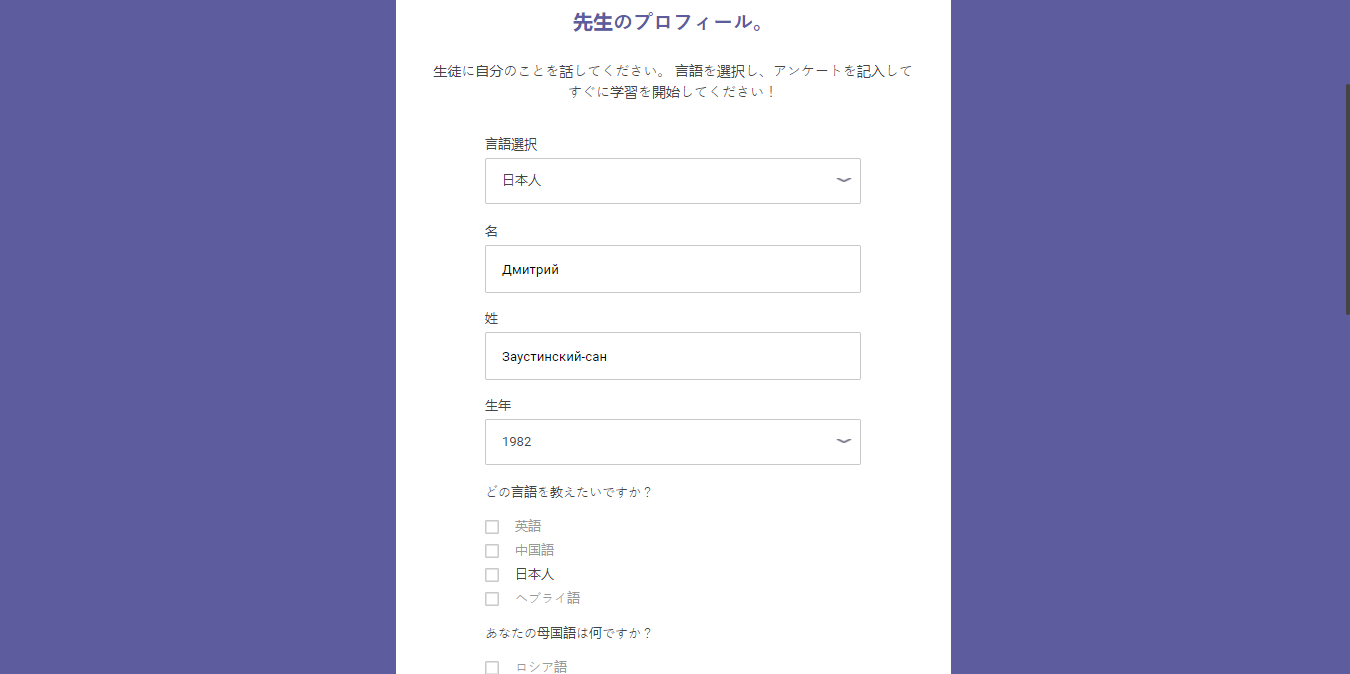 先生のプロフィール。
生徒に自分のことを話してください。 言語を選択し、アンケートを記入して
すぐに学習を開始してください！
言語選択
日本人
名
Дмитрий
姓
Заустинский-сан
生年
1982
どの言語を教えたいですか？
英語
中国語
日本人
ヘブライ語
あなたの母国語は何ですか？
ロシア語